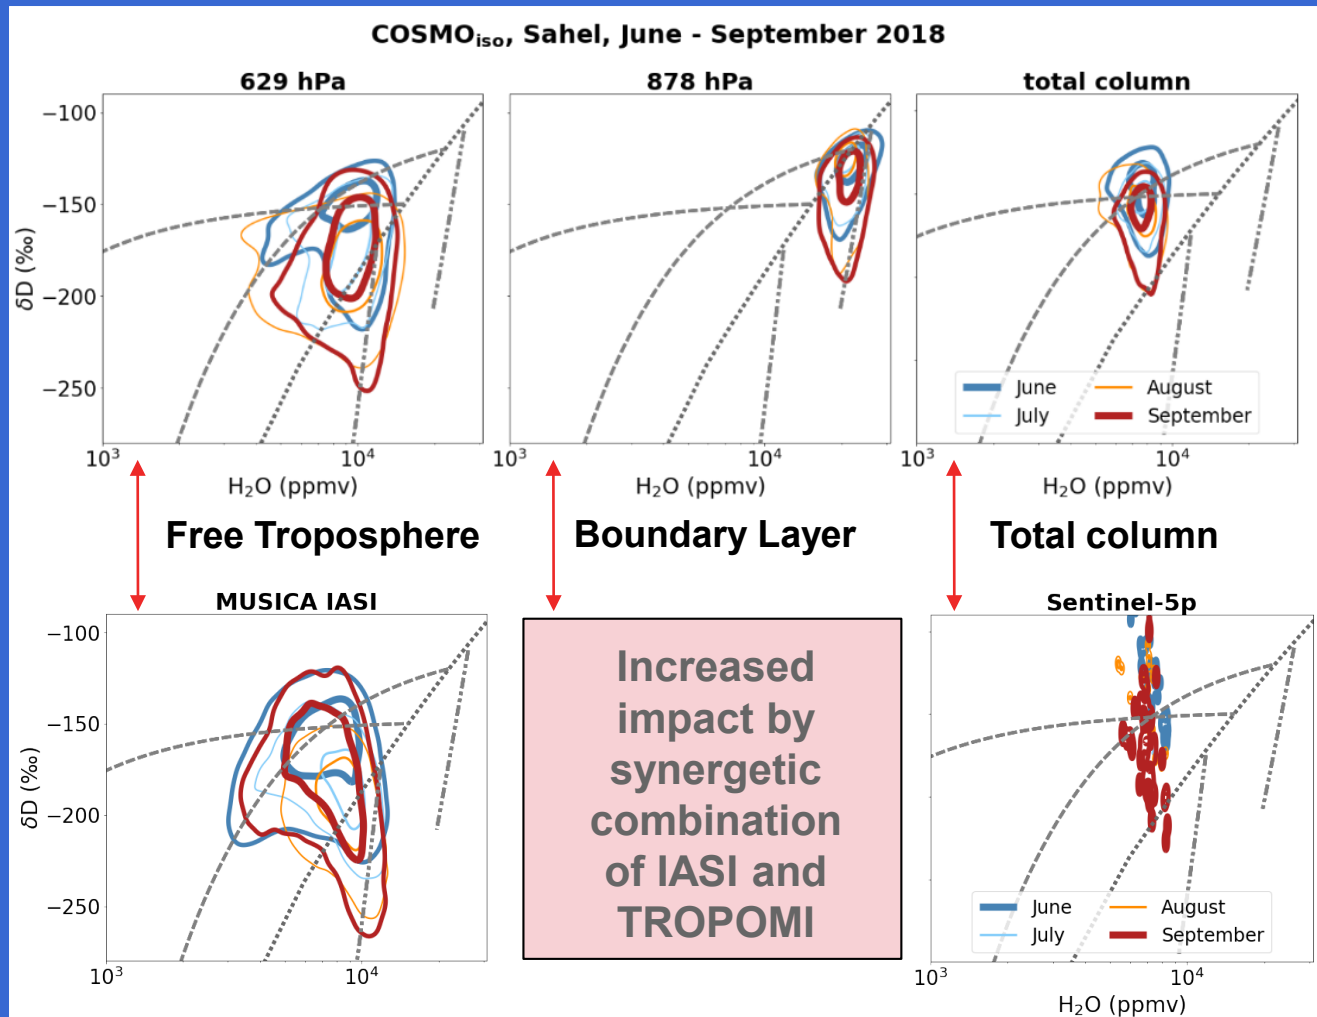 COSMOiso, Sahel, June - September 2018
629 hPa
878 hPa
total column
δD (‰)
−100
−150
−200
−250
10³
10⁴
H₂O (ppmv)
10³
10⁴
H₂O (ppmv)
June
July
August
September
10³
10⁴
H₂O (ppmv)
Free Troposphere
Boundary Layer
Total column
MUSICA IASI
δD (‰)
−100
−150
−200
−250
10³
10⁴
Increased
impact by
synergetic
combination
of IASI and
TROPOMI
Sentinel-5p
June
July
August
September
10³
10⁴
H₂O (ppmv)